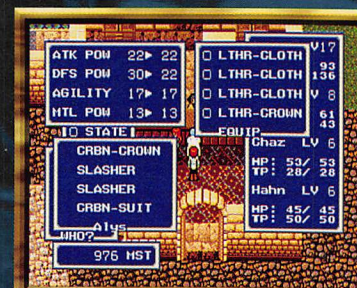 ATK POW 22▶ 22
DFS POW 30▶ 22
AGILITY 17▶ 17
MTL POW 13▶ 13
STATE
CRBN-CROWN
SLASHER
SLASHER
CRBN-SUIT
Alys
WHO?
976 MST
LTHR-CLOTH
LTHR-CLOTH
LTHR-CLOTH
LTHR-CROWN
EQUIP
V17
93
136
V 8
61
43
Chaz LV 6
HP: 53/ 53
TP: 28/ 28
Hahn LV 6
HP: 45/ 45
TP: 50/ 50